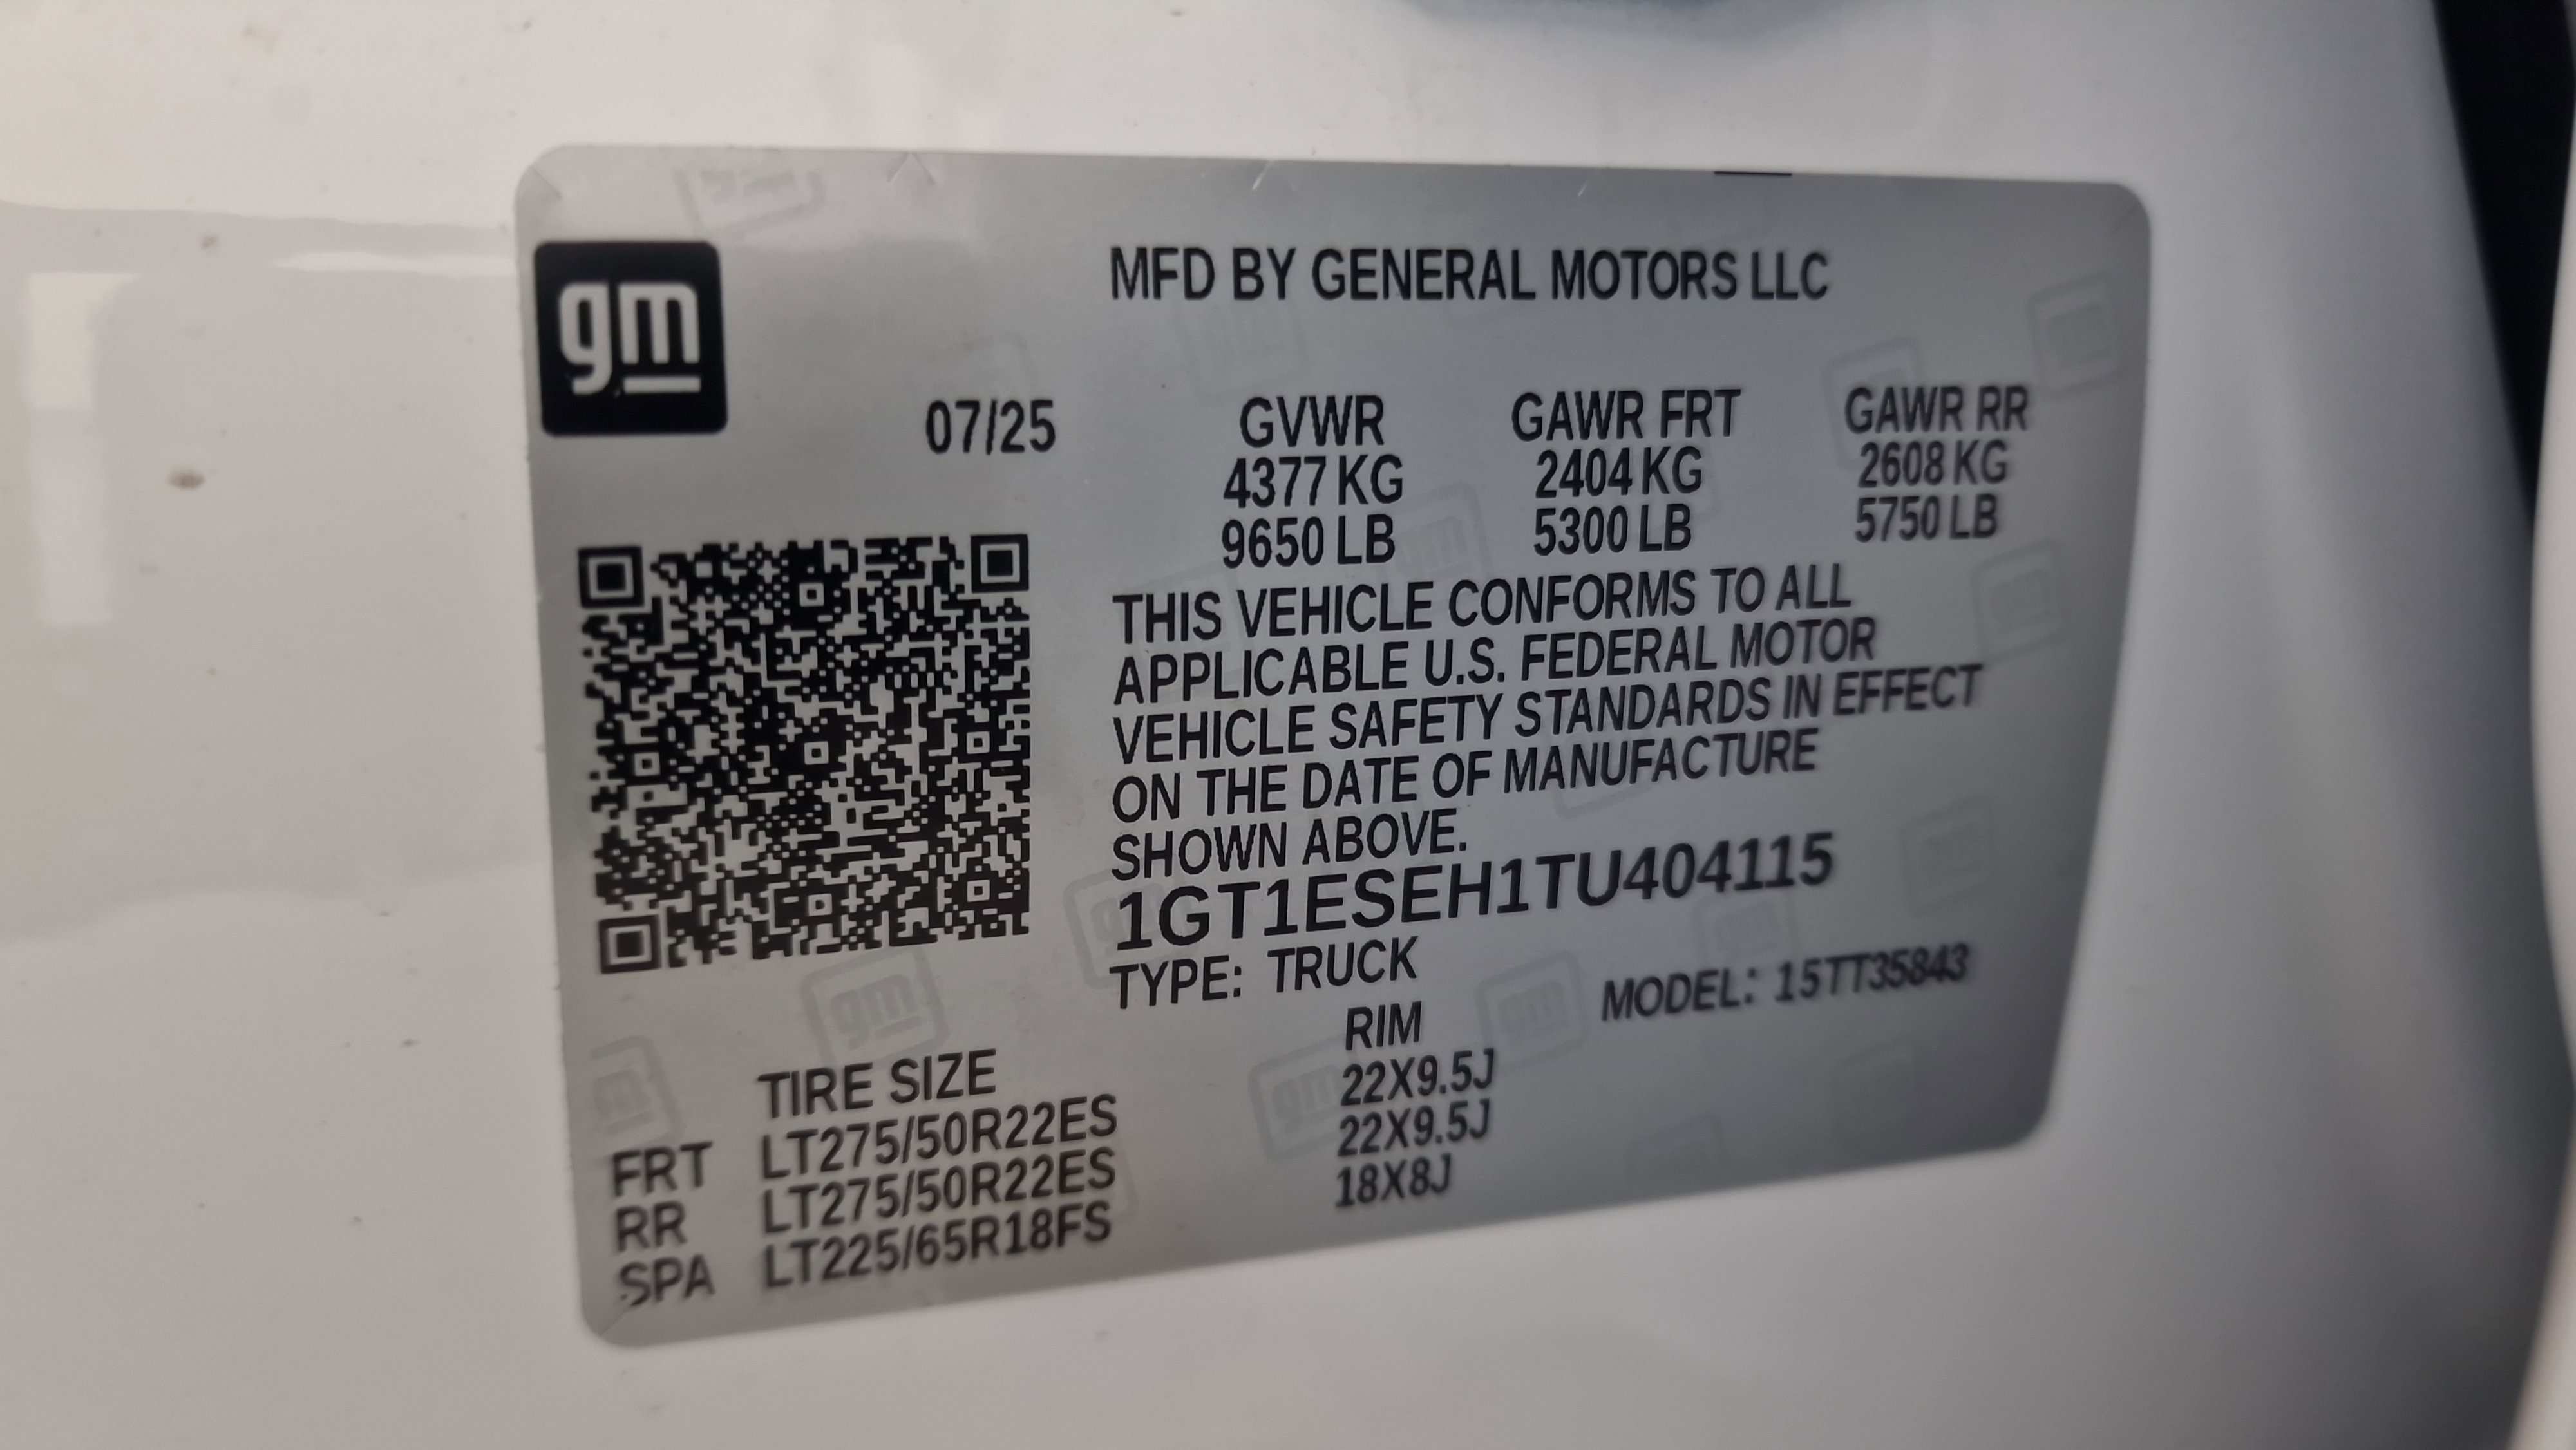 gm
MFD BY GENERAL MOTORS LLC
07/25 GVWR GAWR FRT GAWR RR
4377 KG 2404 KG 2608 KG
9650 LB 5300 LB 5750 LB
THIS VEHICLE CONFORMS TO ALL
APPLICABLE U.S. FEDERAL MOTOR
VEHICLE SAFETY STANDARDS IN EFFECT
ON THE DATE OF MANUFACTURE
SHOWN ABOVE.
1GT1ESEH1TU404115
TYPE: TRUCK MODEL: 15TT35843
TIRE SIZE RIM
FRT LT275/50R22ES 22X9.5J
RR LT275/50R22ES 22X9.5J
SPA LT225/65R18FS 18X8J